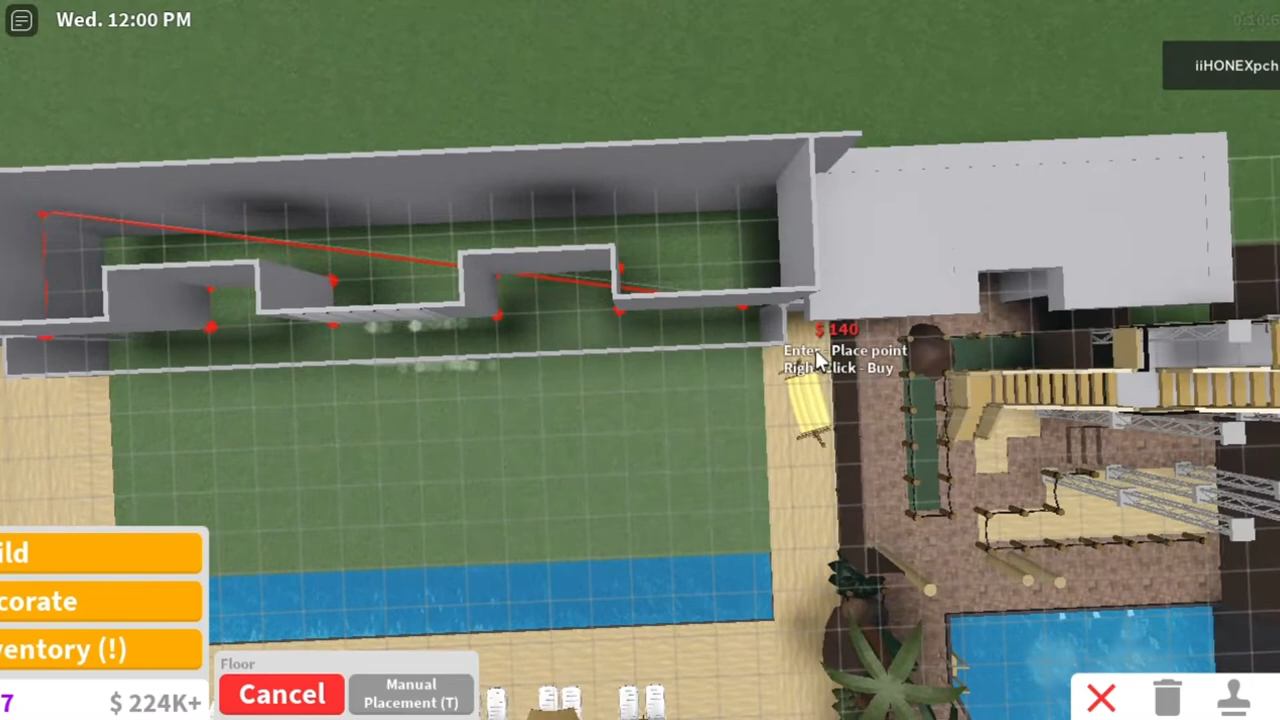 Wed. 12:00 PM
iiHONEXpch
$ 140
Enter - Place point
Right click - Buy
ild
corate
ventory (!)
7
$ 224K+
Floor
Cancel
Manual
Placement (T)